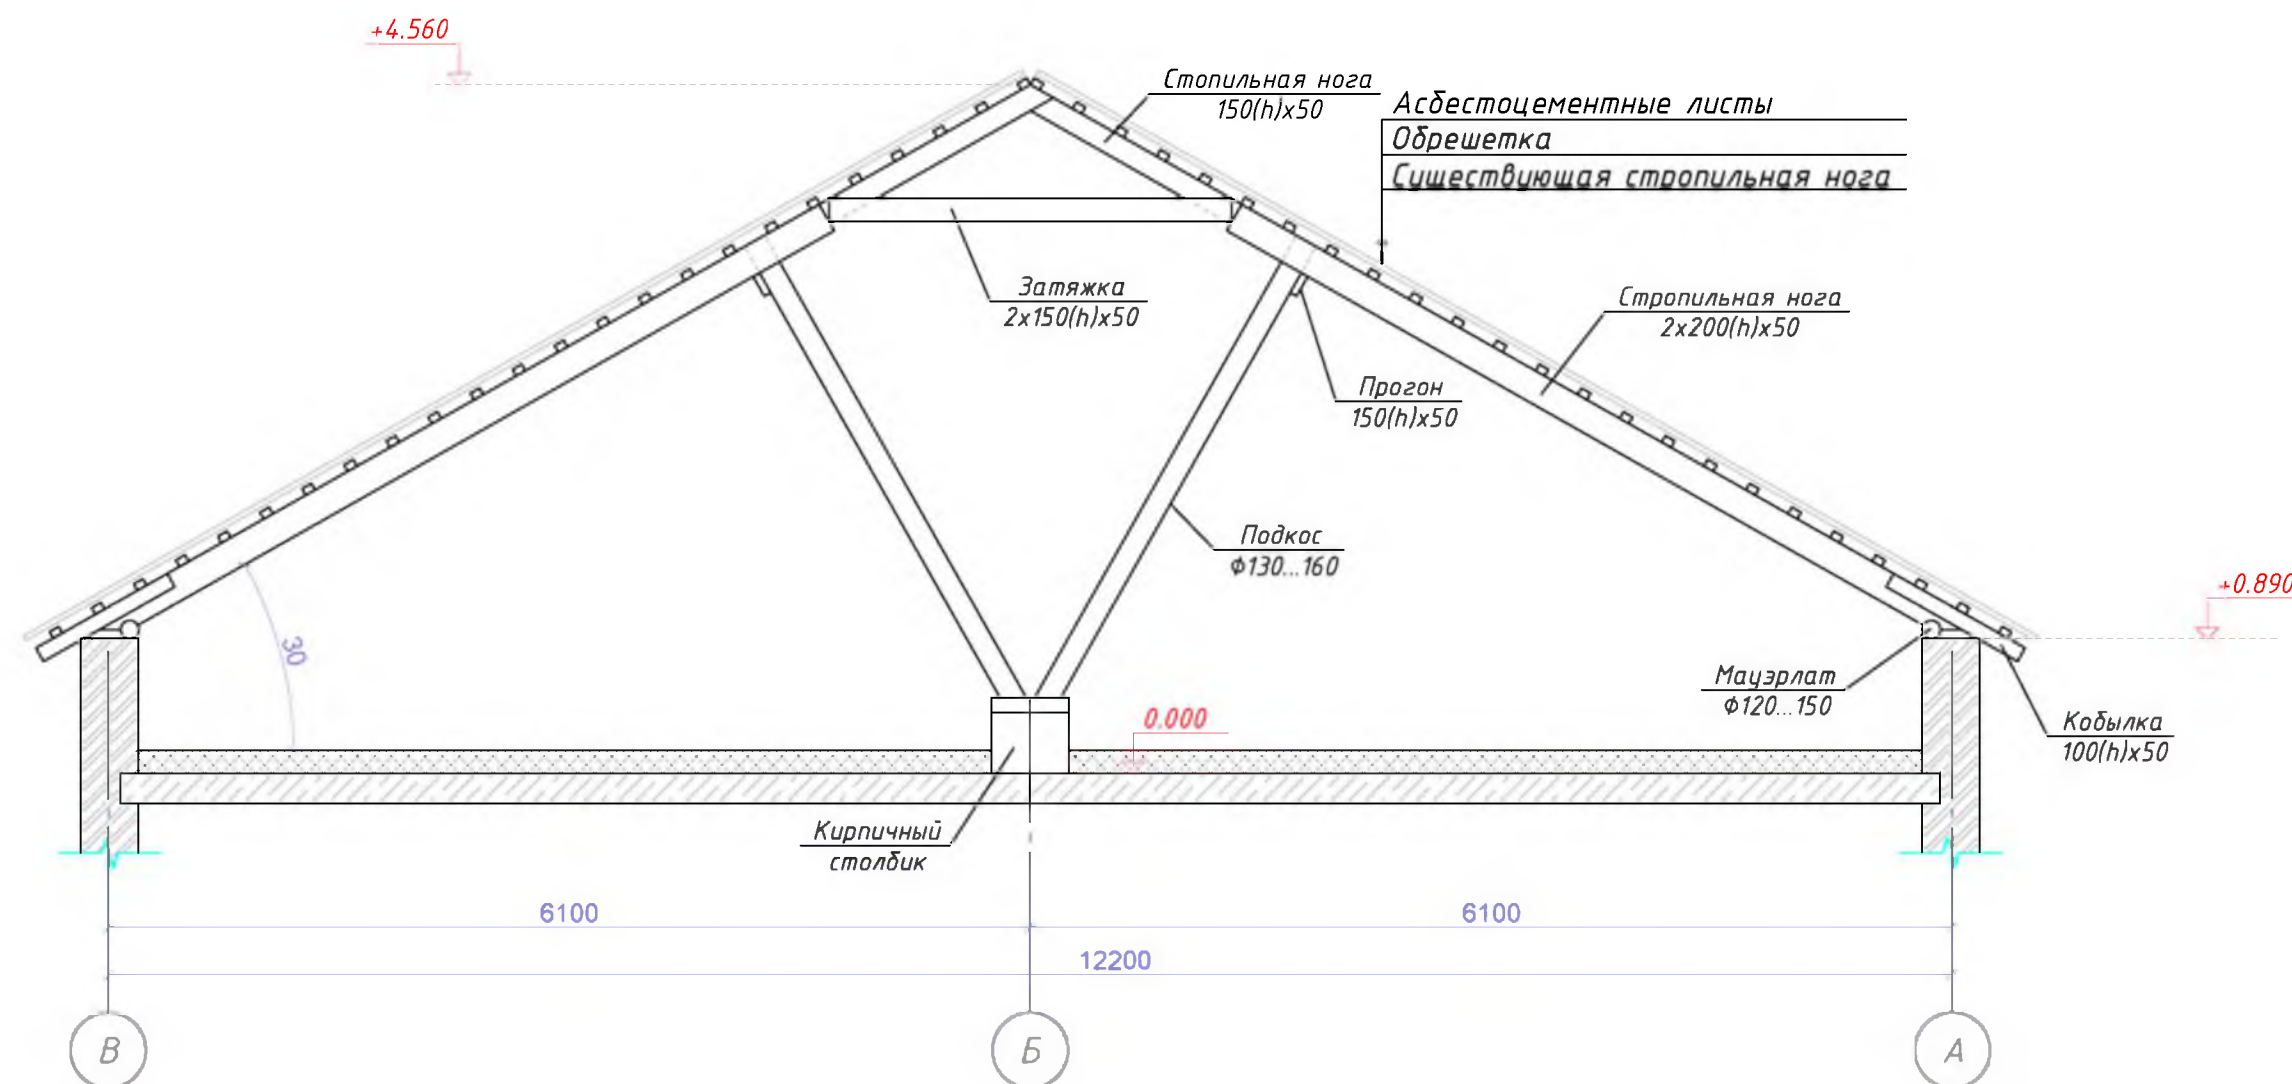 +4.560
Стопильная нога
150(h)x50
Асбестоцементные листы
Обрешетка
Существующая стропильная нога
Затяжка
2x150(h)x50
Стропильная нога
2x200(h)x50
Прогон
150(h)x50
Подкос
ϕ130...160
+0.890
30
Мауэрлат
ϕ120...150
0.000
Кобылка
100(h)x50
Кирпичный
столбик
6100
6100
12200
В
Б
А